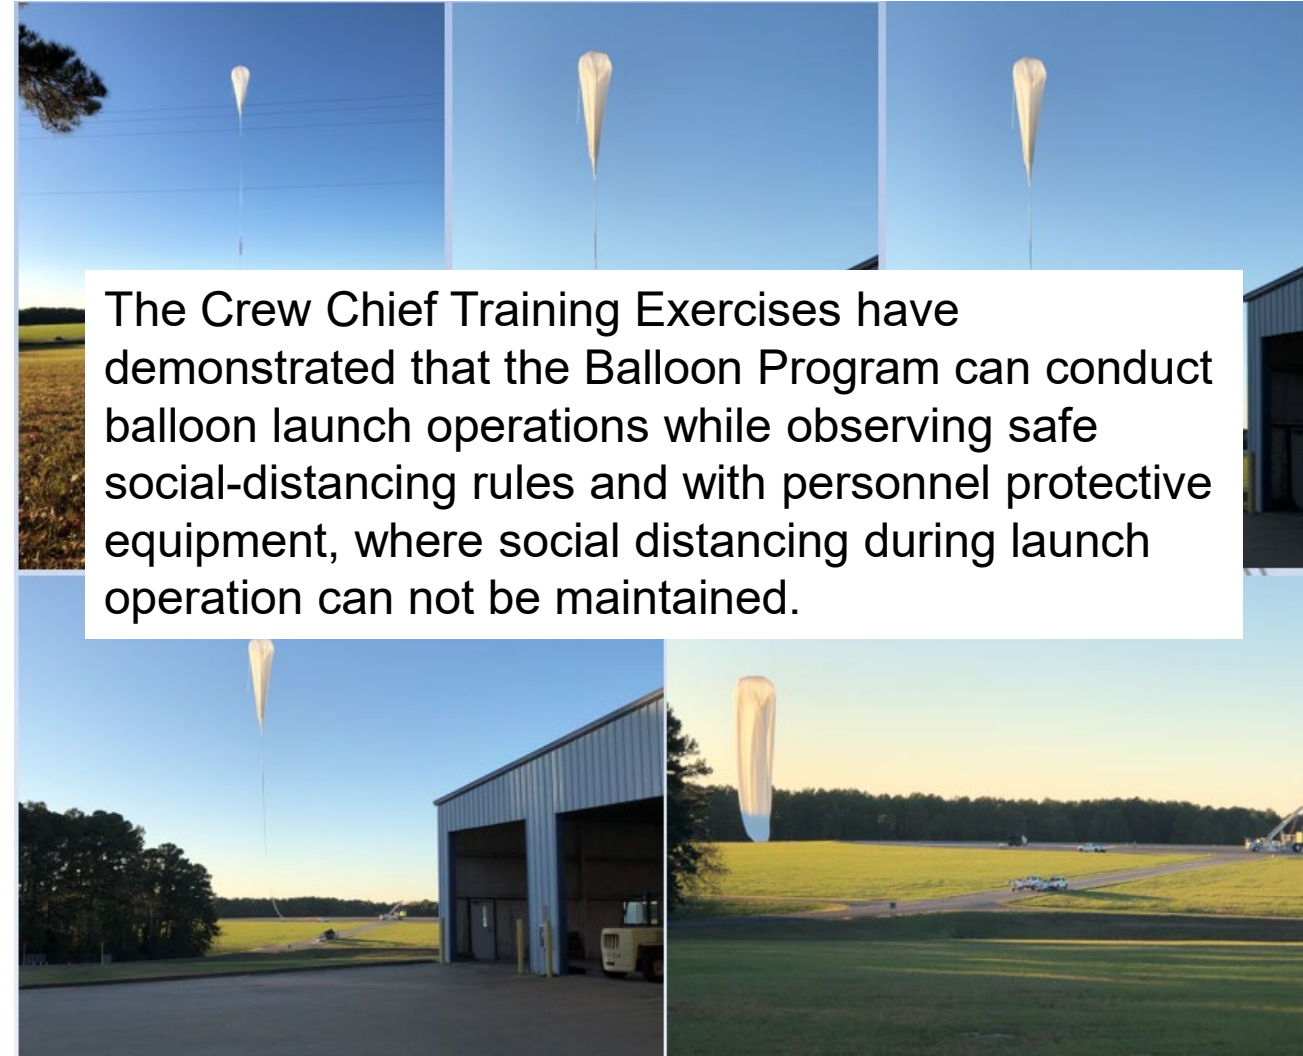 The Crew Chief Training Exercises have
demonstrated that the Balloon Program can conduct
balloon launch operations while observing safe
social-distancing rules and with personnel protective
equipment, where social distancing during launch
operation can not be maintained.